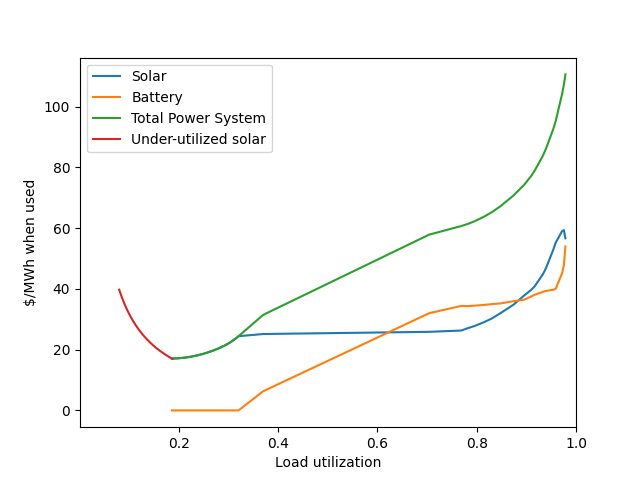 Solar
Battery
Total Power System
Under-utilized solar
$/MWh when used
100
80
60
40
20
0
0.2 0.4 0.6 0.8 1.0
Load utilization